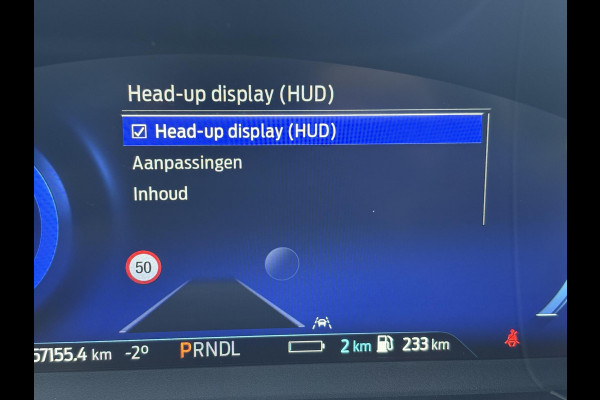 Head-up display (HUD)
Head-up display (HUD)
Aanpassingen
Inhoud
50
57155.4 km -2° PRNDL 2 km 233 km